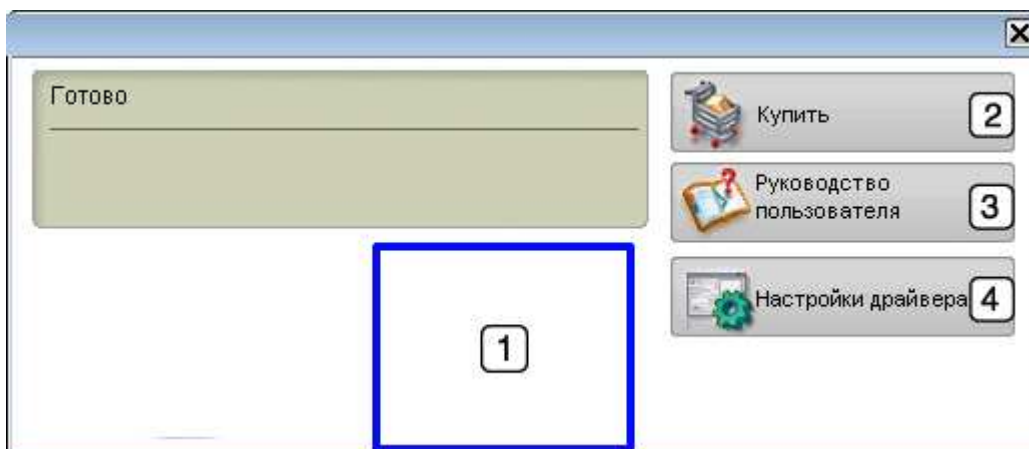 Готово
Купить
2
Руководство
пользователя
3
Настройки драйвера
4
1